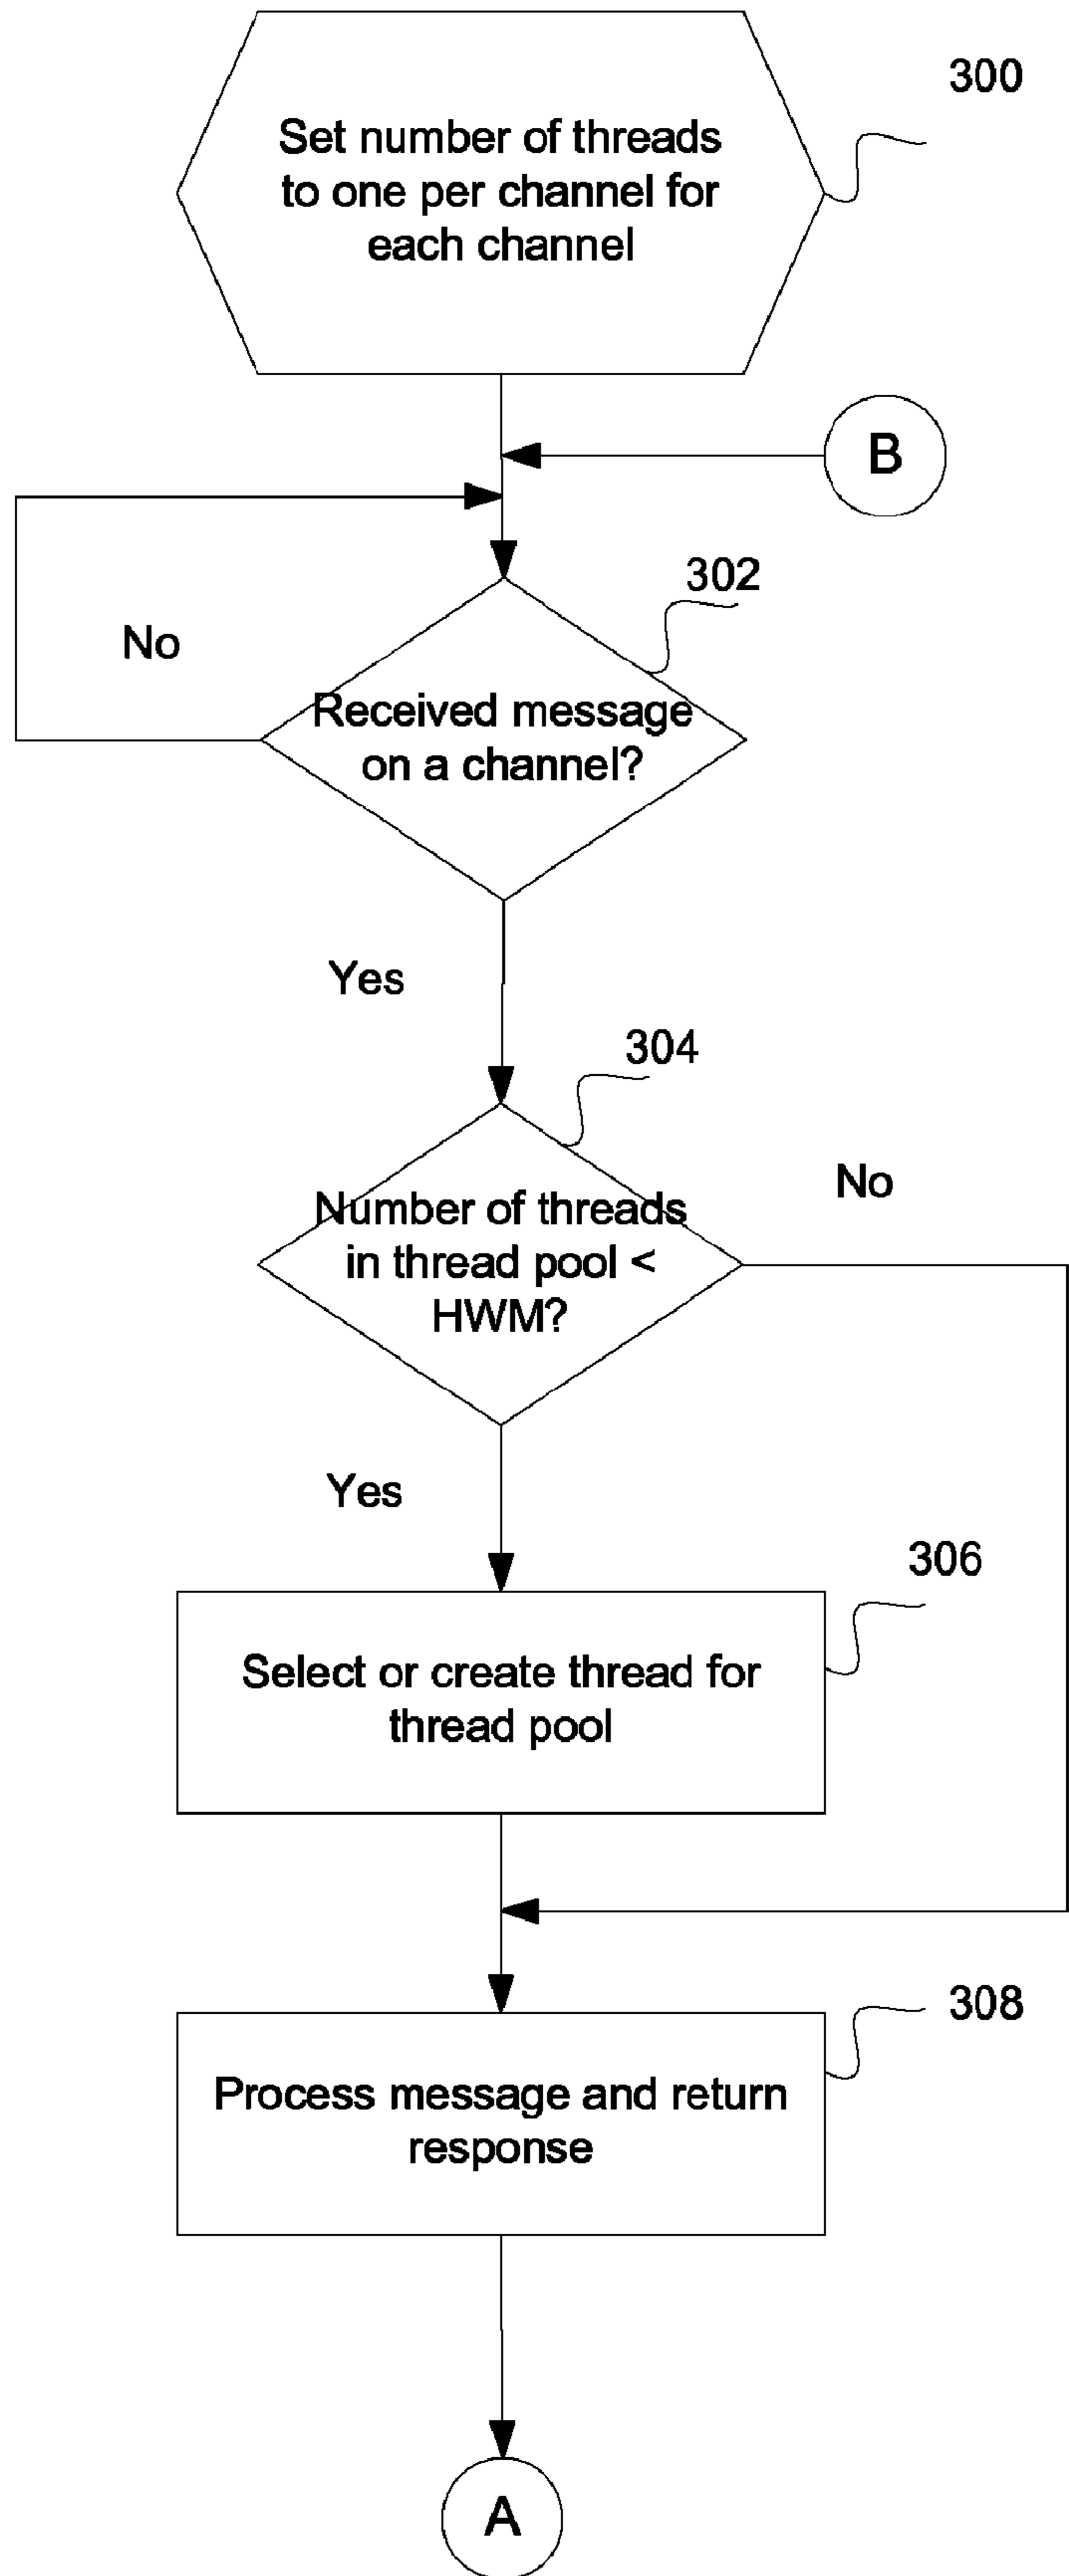 300
Set number of threads
to one per channel for
each channel
B
302
No
Received message
on a channel?
Yes
304
No
Number of threads
in thread pool <
HWM?
Yes
306
Select or create thread for
thread pool
308
Process message and return
response
A